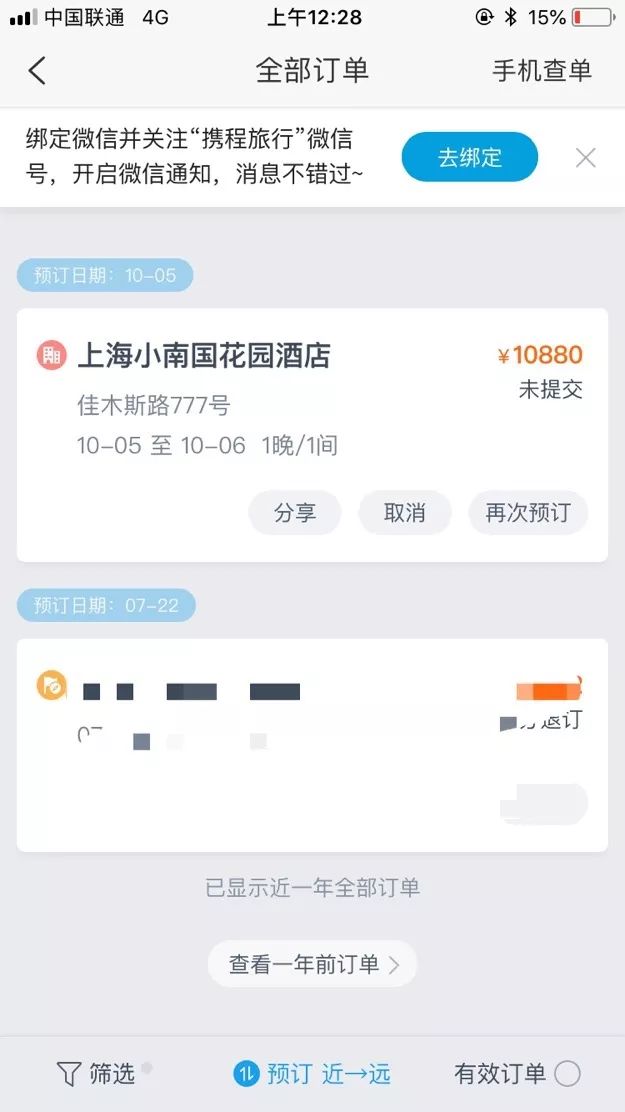 中国联通 4G 上午12:28 15%
全部订单 手机查单
绑定微信并关注“携程旅行”微信
号，开启微信通知，消息不错过~
去绑定
预订日期：10-05
上海小南国花园酒店 ¥10880
未提交
佳木斯路777号
10-05 至 10-06 1晚/1间
分享 取消 再次预订
预订日期：07-22
退订
已显示近一年全部订单
查看一年前订单
筛选 预订 近→远 有效订单